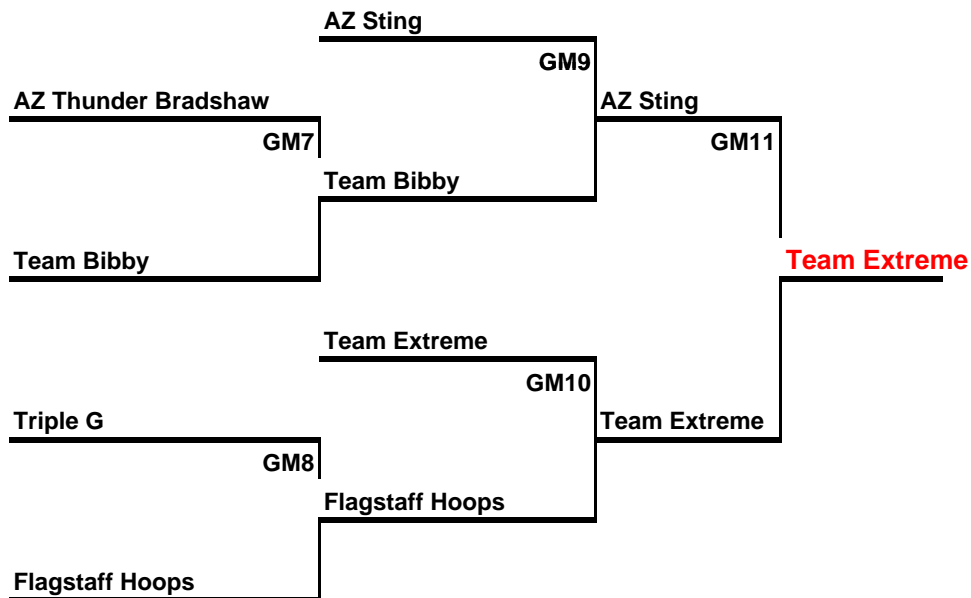 AZ Sting
GM9
AZ Thunder Bradshaw
AZ Sting
GM7
GM11
Team Bibby
Team Bibby
Team Extreme
Team Extreme
GM10
Triple G
Team Extreme
GM8
Flagstaff Hoops
Flagstaff Hoops